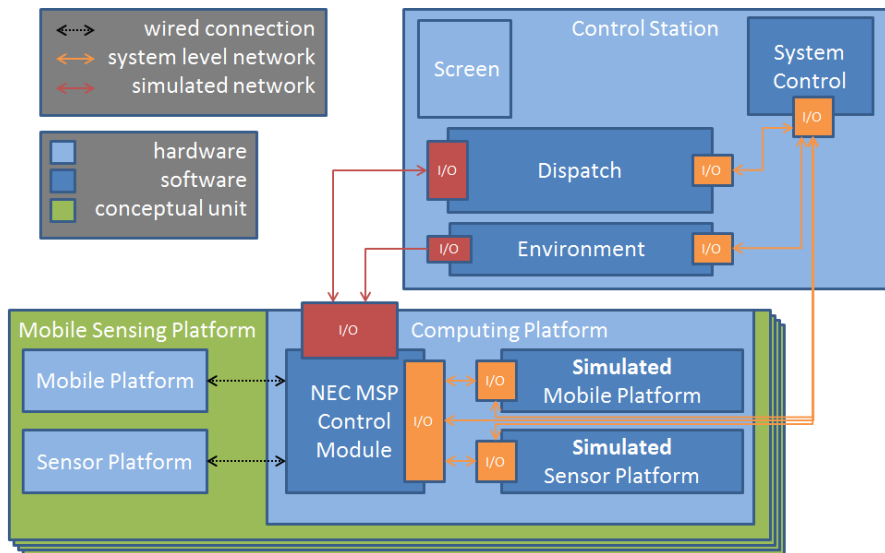 wired connection
system level network
simulated network
hardware
software
conceptual unit
Control Station
Screen
System
Control
I/O
I/O
Dispatch
I/O
I/O
Environment
I/O
Mobile Sensing Platform
I/O
Computing Platform
Mobile Platform
NEC MSP
Control
Module
I/O
I/O
Simulated
Mobile Platform
Sensor Platform
I/O
Simulated
Sensor Platform